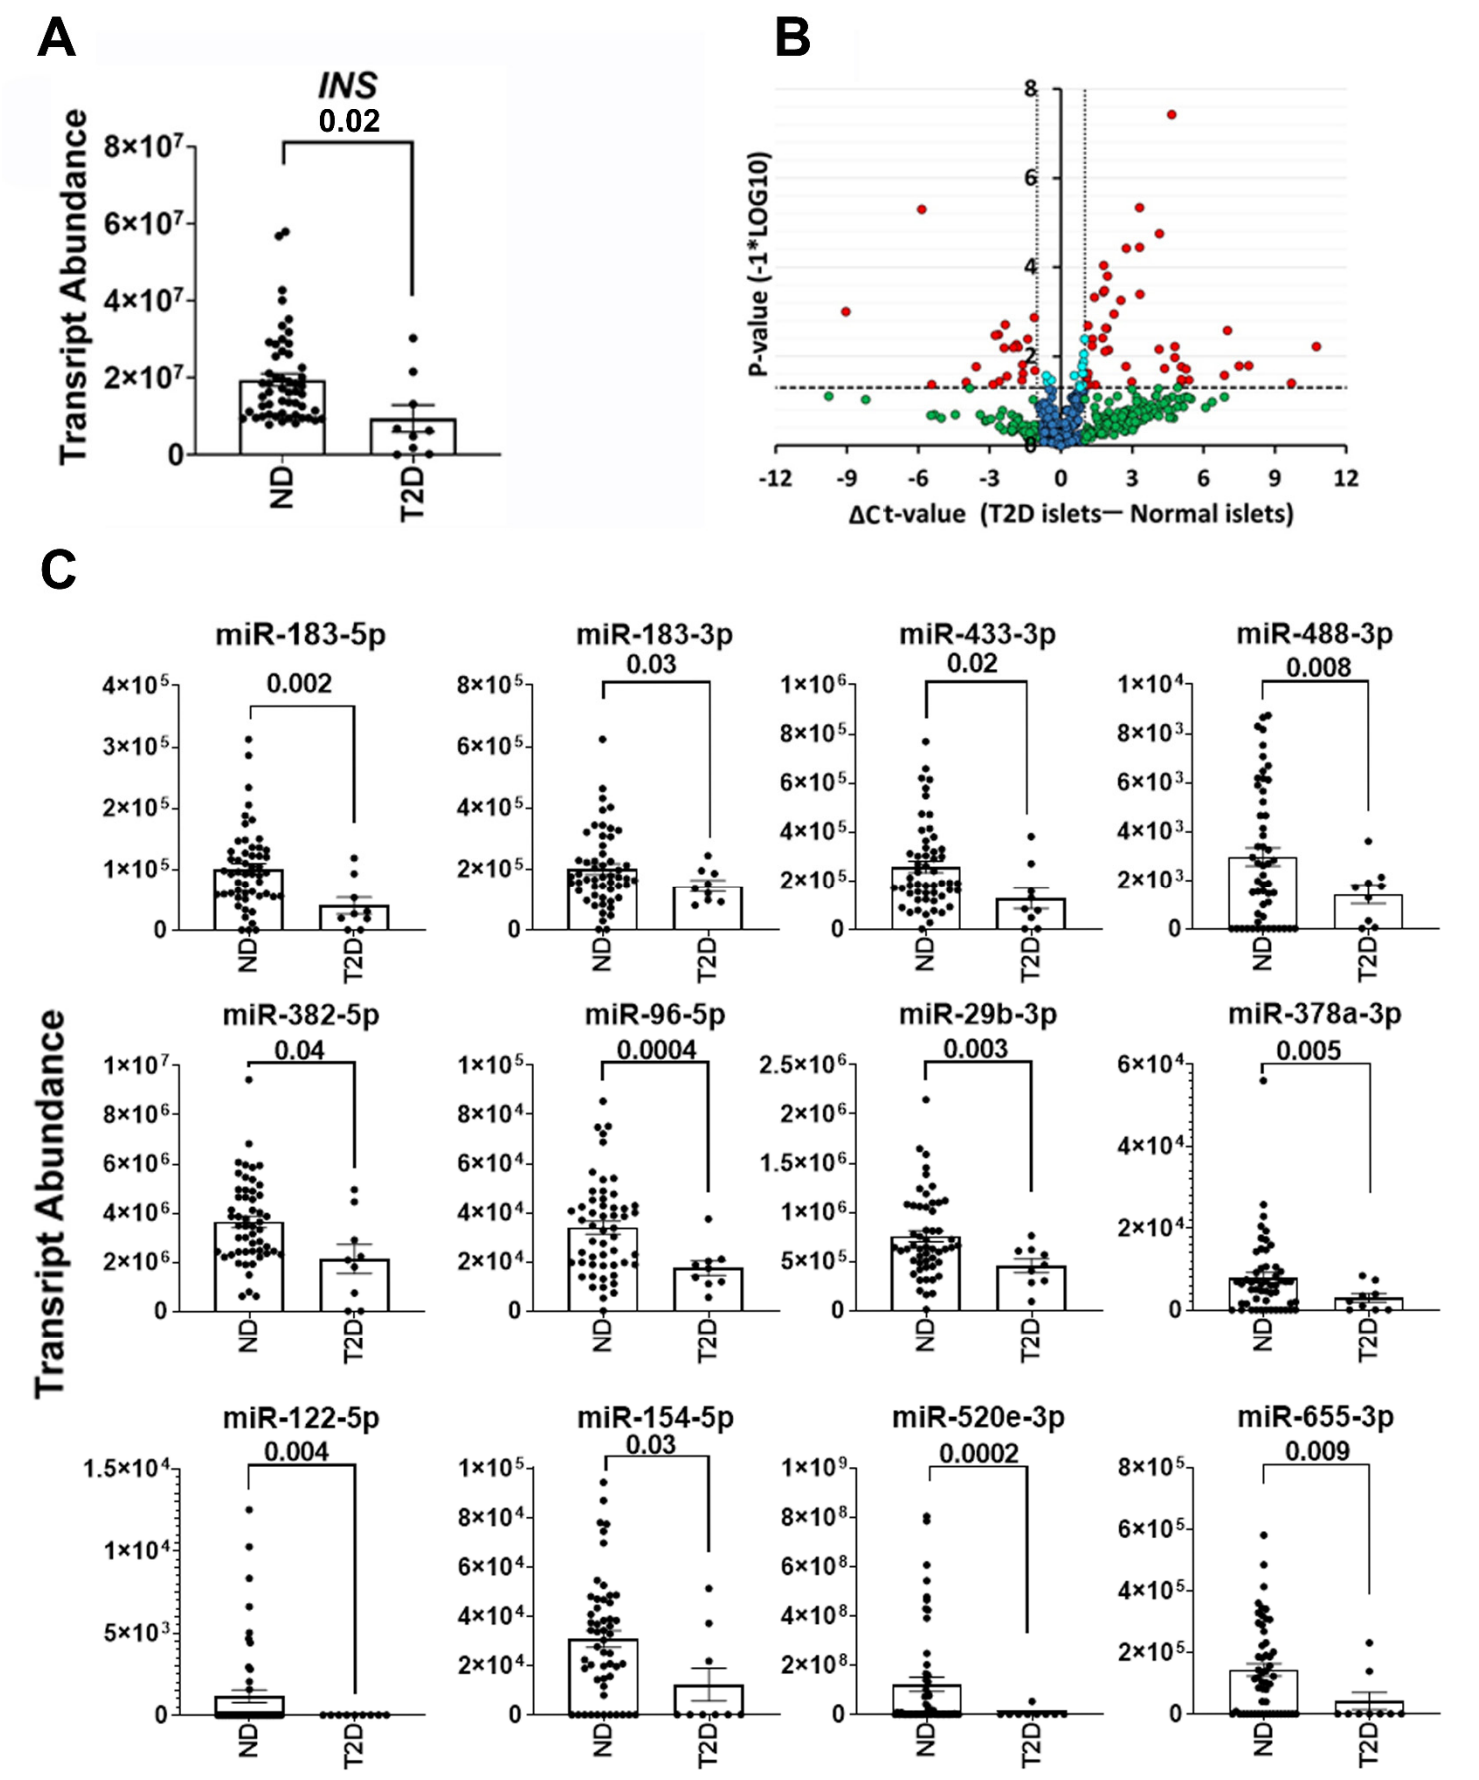 A
INS
0.02
Transript Abundance
8×10⁷
6×10⁷
4×10⁷
2×10⁷
0
ND
T2D
B
P-value (-1*LOG10)
8
6
4
2
0
-12 -9 -6 -3 0 3 6 9 12
ΔCt-value (T2D islets— Normal islets)
C
Transript Abundance
miR-183-5p
0.002
4×10⁵
3×10⁵
2×10⁵
1×10⁵
0
ND
T2D
miR-183-3p
0.03
8×10⁵
6×10⁵
4×10⁵
2×10⁵
0
ND
T2D
miR-433-3p
0.02
1×10⁶
8×10⁵
6×10⁵
4×10⁵
2×10⁵
0
ND
T2D
miR-488-3p
0.008
1×10⁴
8×10³
6×10³
4×10³
2×10³
0
ND
T2D
miR-382-5p
0.04
1×10⁷
8×10⁶
6×10⁶
4×10⁶
2×10⁶
0
ND
T2D
miR-96-5p
0.0004
1×10⁵
8×10⁴
6×10⁴
4×10⁴
2×10⁴
0
ND
T2D
miR-29b-3p
0.003
2.5×10⁶
2×10⁶
1.5×10⁶
1×10⁶
5×10⁵
0
ND
T2D
miR-378a-3p
0.005
6×10⁴
4×10⁴
2×10⁴
0
ND
T2D
miR-122-5p
0.004
1.5×10⁴
1×10⁴
5×10³
0
ND
T2D
miR-154-5p
0.03
1×10⁵
8×10⁴
6×10⁴
4×10⁴
2×10⁴
0
ND
T2D
miR-520e-3p
0.0002
1×10⁹
8×10⁸
6×10⁸
4×10⁸
2×10⁸
0
ND
T2D
miR-655-3p
0.009
8×10⁵
6×10⁵
4×10⁵
2×10⁵
0
ND
T2D